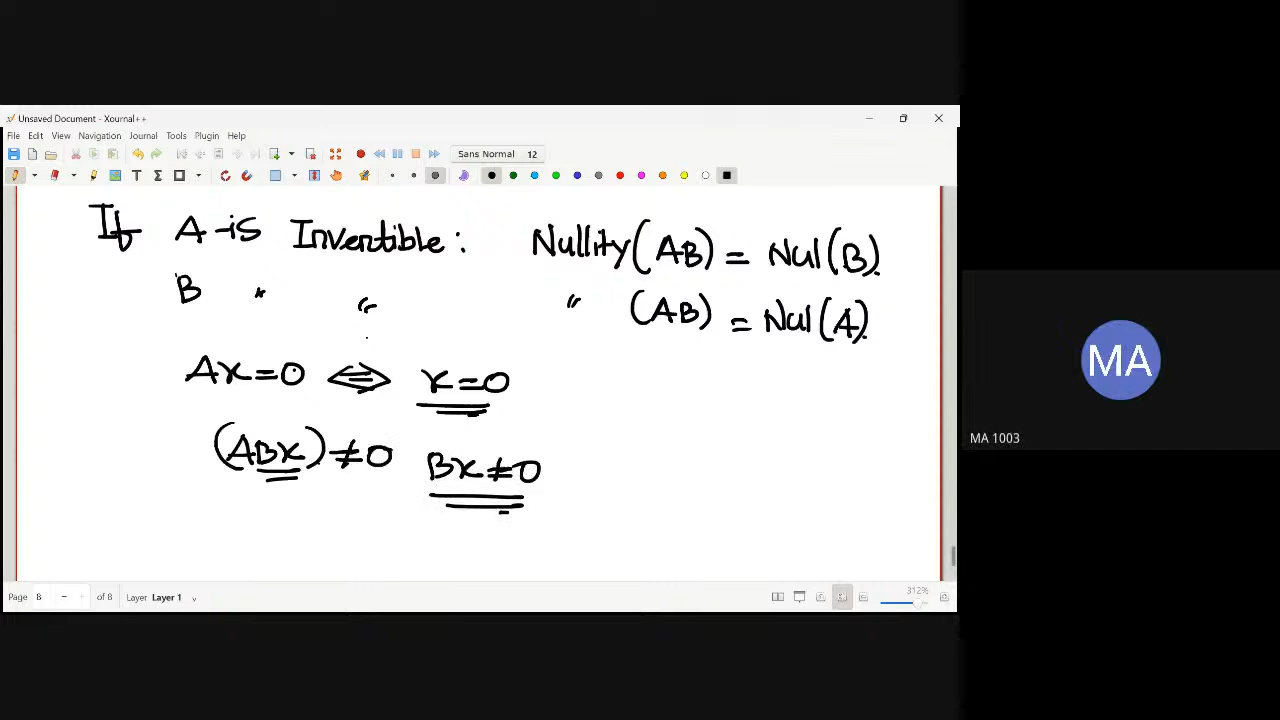 Unsaved Document - Xournal++
File Edit View Navigation Journal Tools Plugin Help
Sans Normal 12
If A is Invertible: Nullity (AB) = Nul(B).
B " " " (AB) = Nul(A).
Ax=0 ⇔ x=0
(ABx) ≠ 0 Bx≠0
MA
MA 1003
Page 8 − + of 8 Layer Layer 1 312%